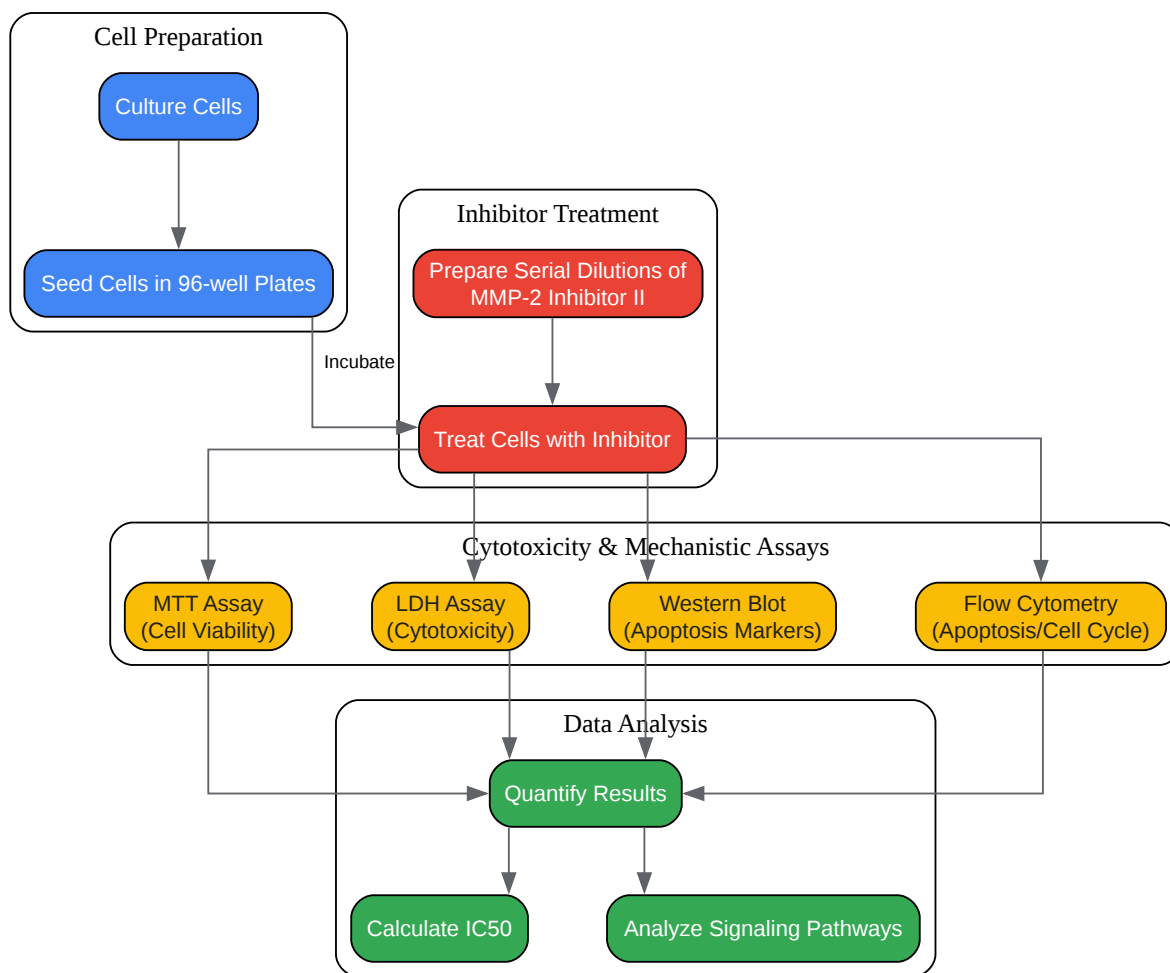 Cell Preparation
Culture Cells
Seed Cells in 96-well Plates
Inhibitor Treatment
Prepare Serial Dilutions of
MMP-2 Inhibitor II
Incubate
Treat Cells with Inhibitor
Cytotoxicity & Mechanistic Assays
MTT Assay
(Cell Viability)
LDH Assay
(Cytotoxicity)
Western Blot
(Apoptosis Markers)
Flow Cytometry
(Apoptosis/Cell Cycle)
Data Analysis
Quantify Results
Calculate IC50
Analyze Signaling Pathways